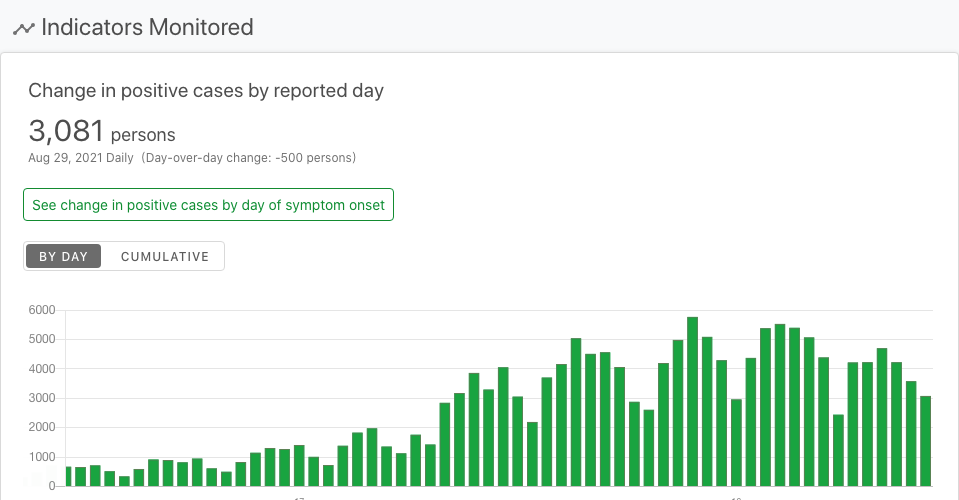 Indicators Monitored
Change in positive cases by reported day
3,081 persons
Aug 29, 2021 Daily (Day-over-day change: -500 persons)
See change in positive cases by day of symptom onset
BY DAY CUMULATIVE
6000
5000
4000
3000
2000
1000
0